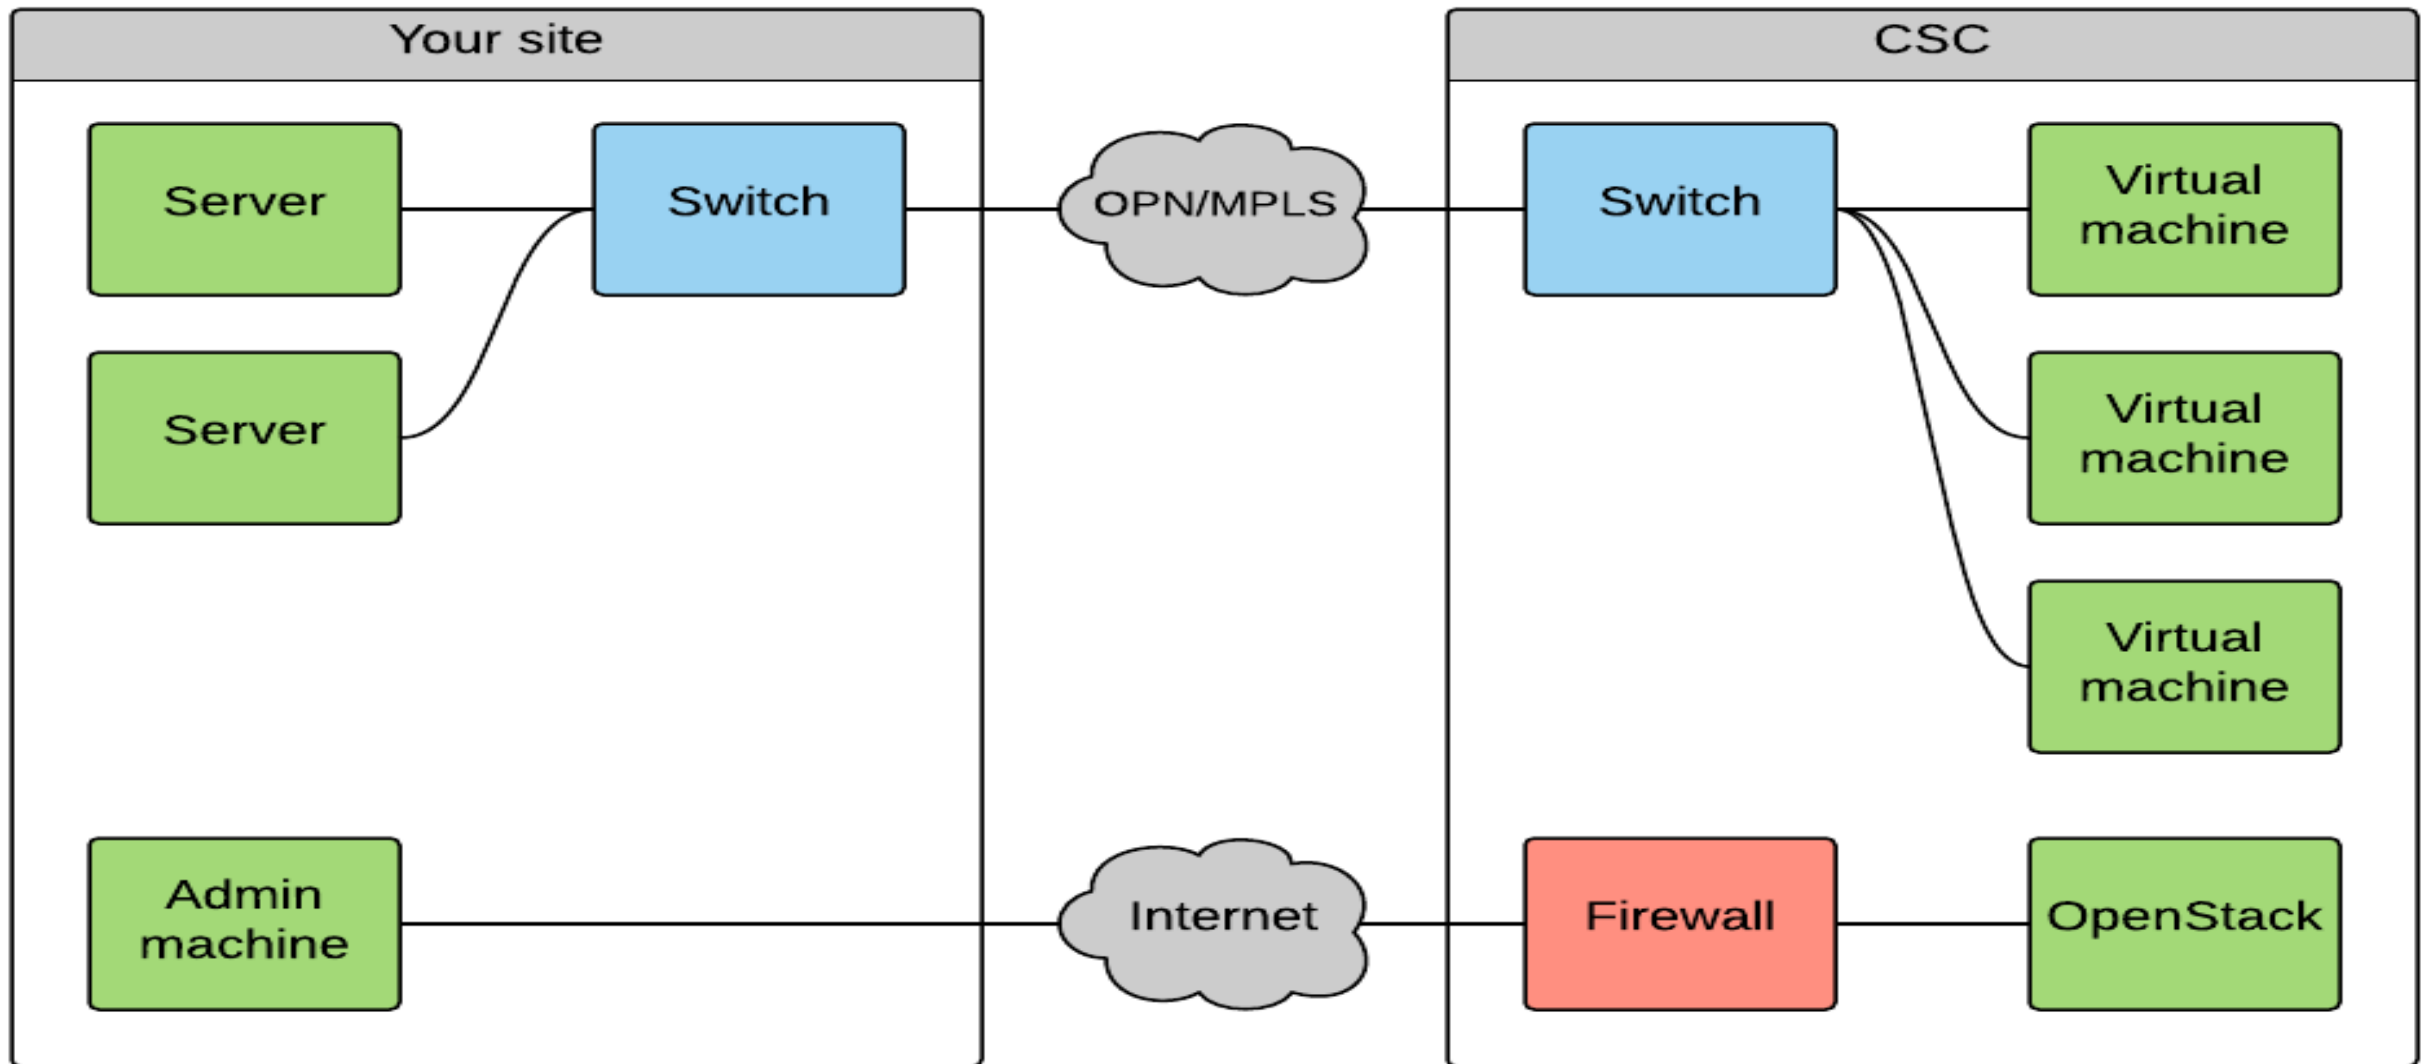 Your site
CSC
Server
Switch
OPN/MPLS
Switch
Virtual
machine
Server
Virtual
machine
Virtual
machine
Admin
machine
Internet
Firewall
OpenStack